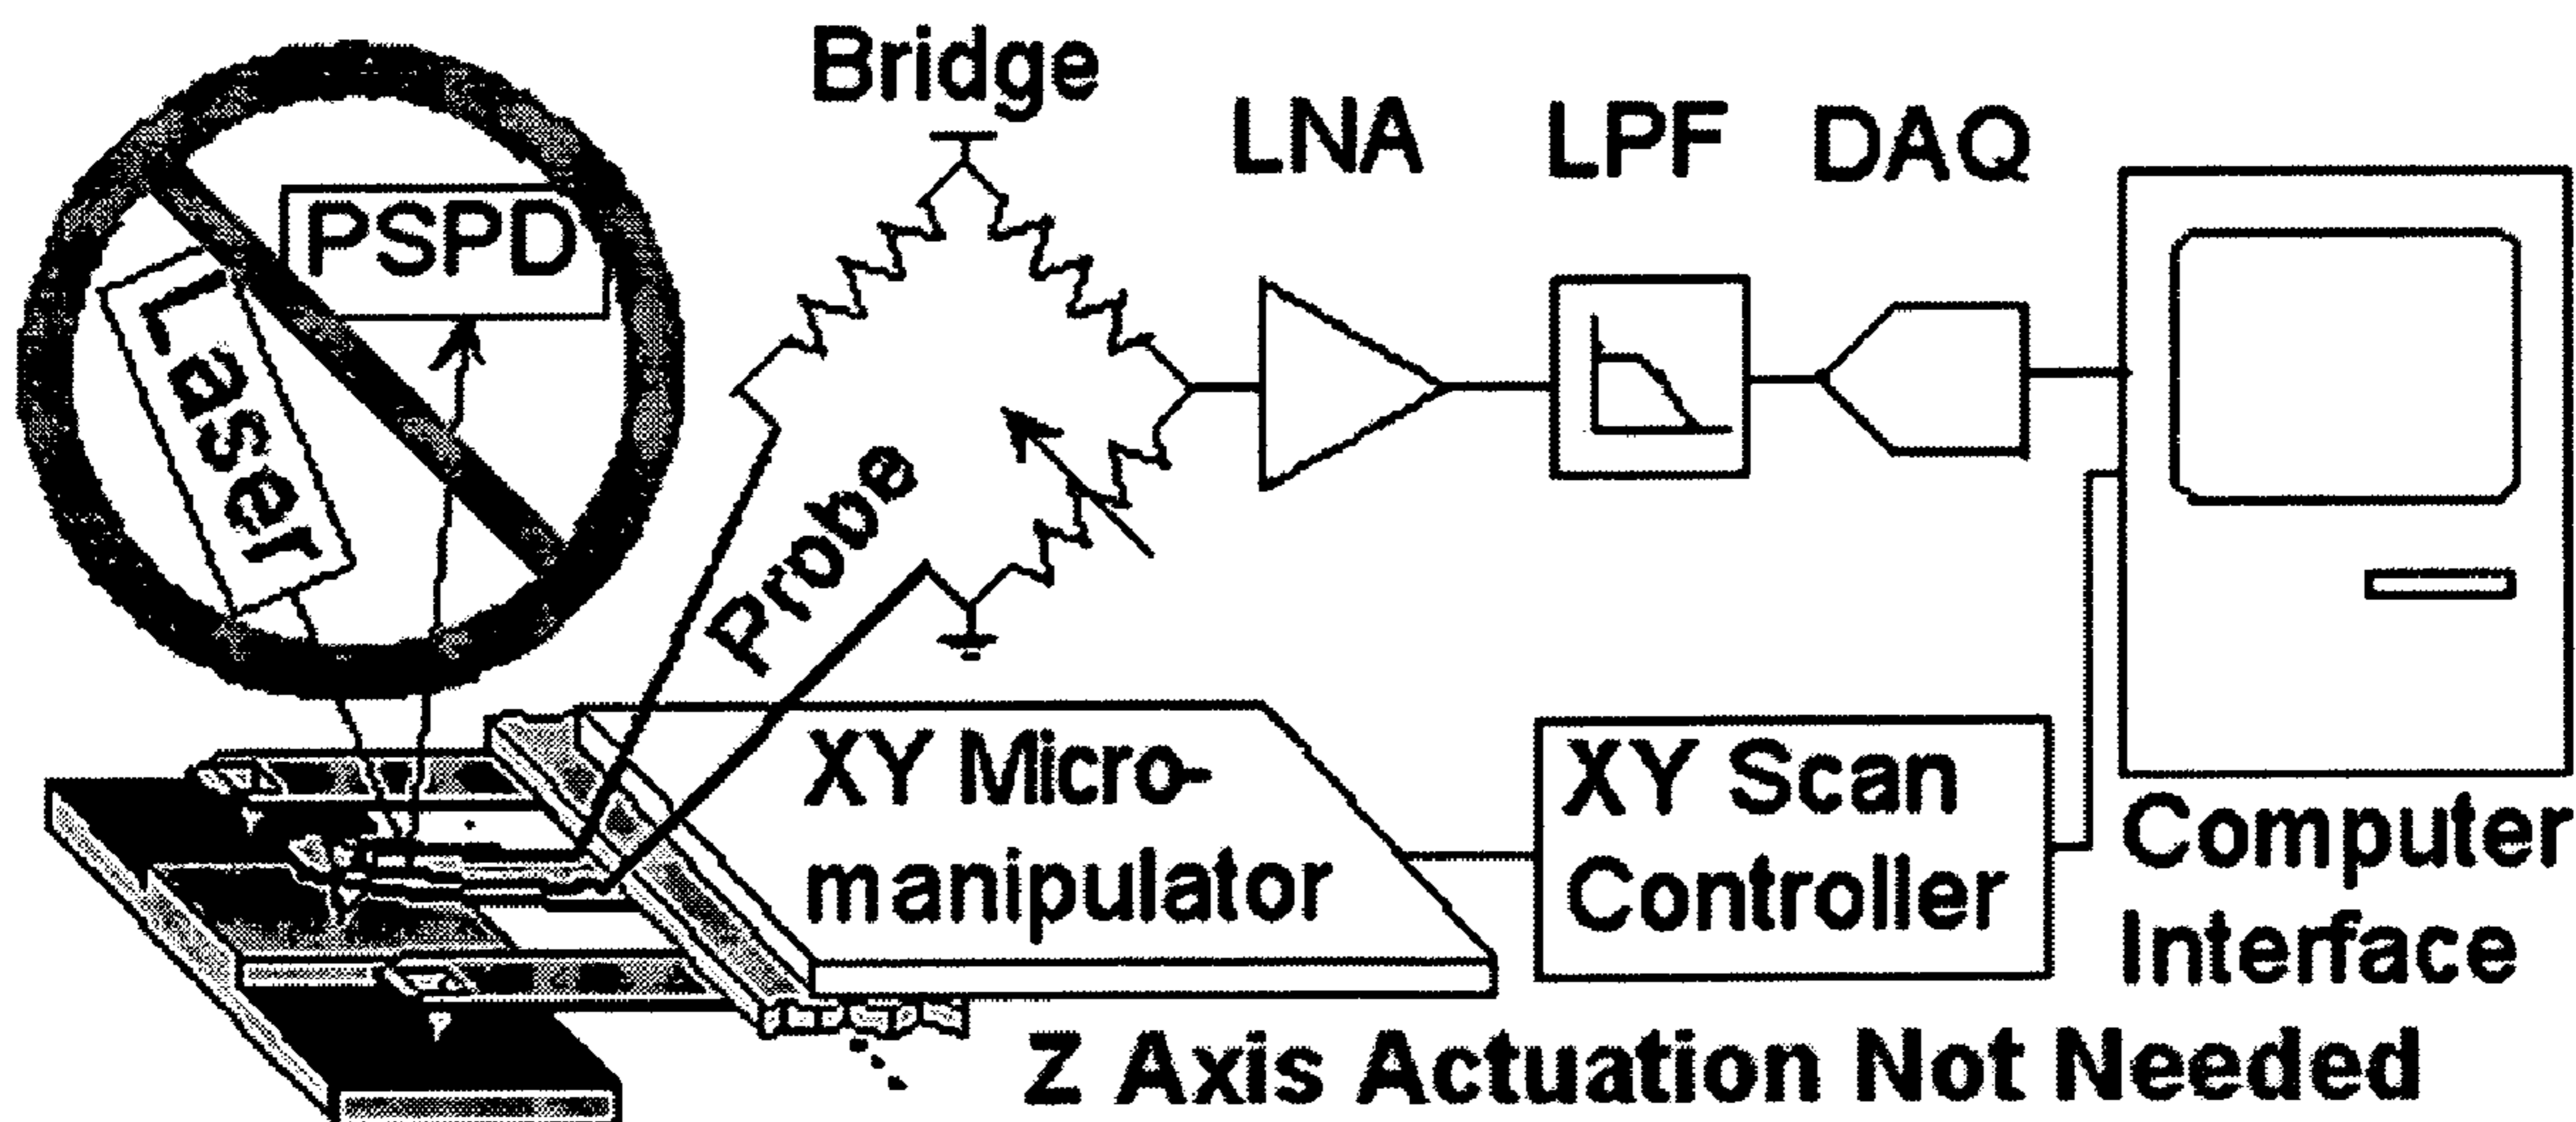 Bridge
LNA LPF DAQ
PSPD
Laser
Probe
XY Micro-
manipulator
XY Scan
Controller
Computer
Interface
Z Axis Actuation Not Needed